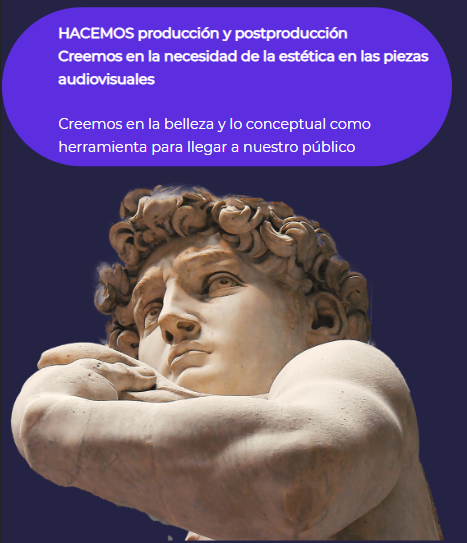 HACEMOS producción y postproducción
Creemos en la necesidad de la estética en las piezas
audiovisuales
Creemos en la belleza y lo conceptual como
herramienta para llegar a nuestro público